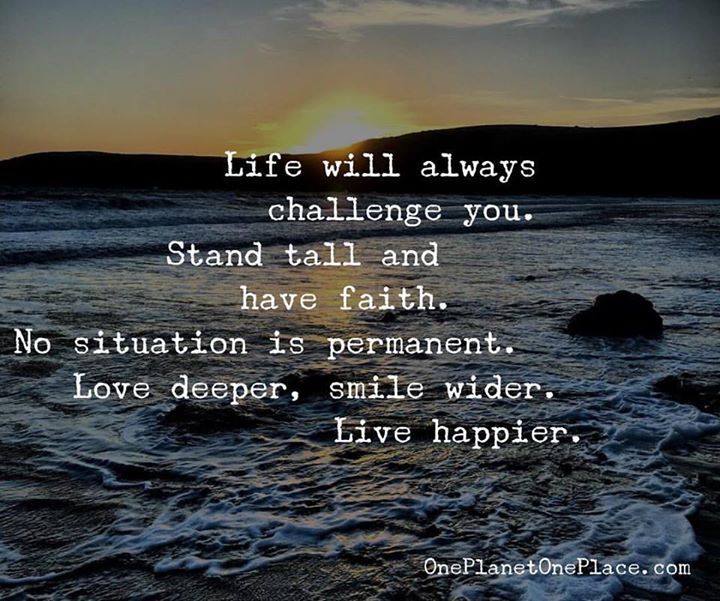 Life will always
challenge you.
Stand tall and
have faith.
No situation is permanent.
Love deeper, smile wider.
Live happier.
OnePlanetOnePlace.com